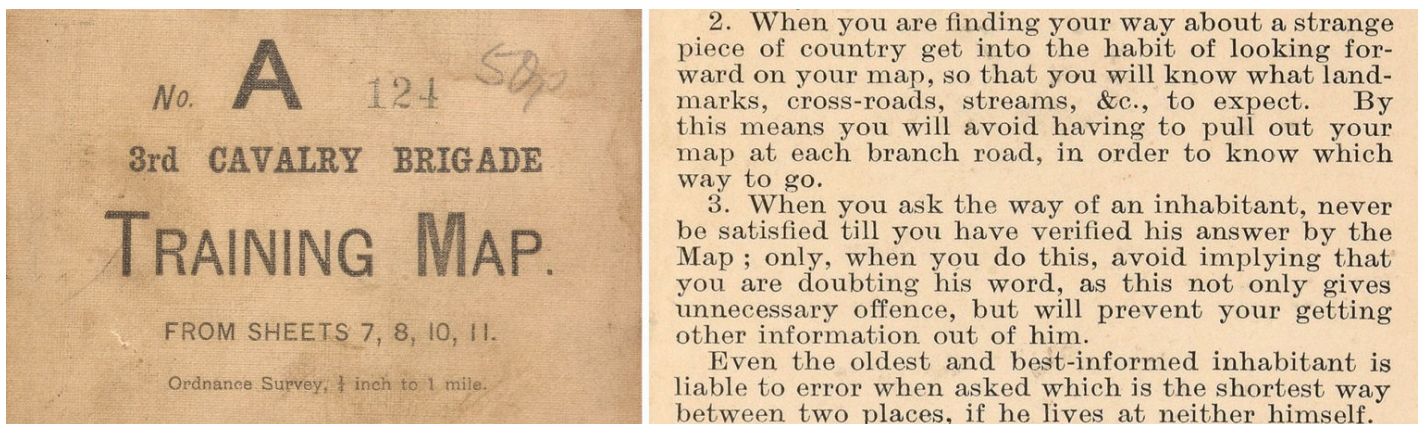 No. A 124 50p
3rd CAVALRY BRIGADE
TRAINING MAP.
FROM SHEETS 7, 8, 10, 11.
Ordnance Survey, ¼ inch to 1 mile.
2. When you are finding your way about a strange
piece of country get into the habit of looking for-
ward on your map, so that you will know what land-
marks, cross-roads, streams, &c., to expect. By
this means you will avoid having to pull out your
map at each branch road, in order to know which
way to go.
3. When you ask the way of an inhabitant, never
be satisfied till you have verified his answer by the
Map ; only, when you do this, avoid implying that
you are doubting his word, as this not only gives
unnecessary offence, but will prevent your getting
other information out of him.
Even the oldest and best-informed inhabitant is
liable to error when asked which is the shortest way
between two places, if he lives at neither himself.